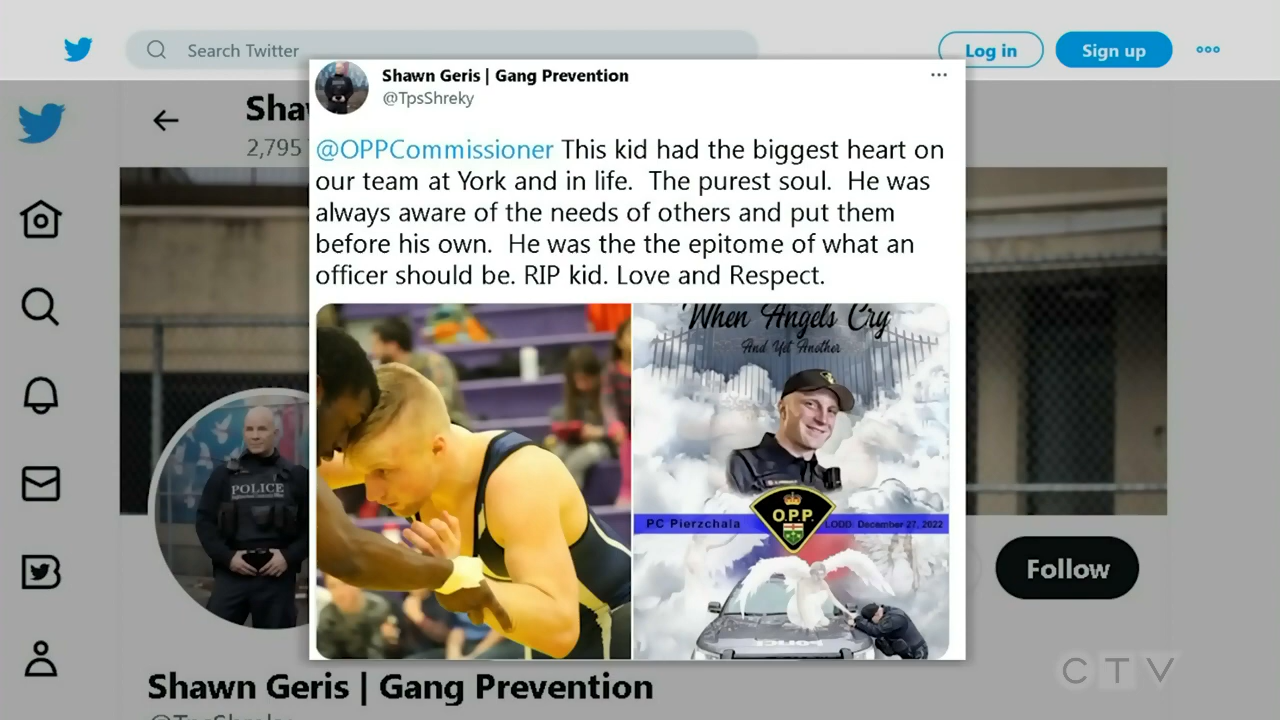 Search Twitter
Log in
Sign up
Sha
2,795
Shawn Geris | Gang Prevention
@TpsShreky
@OPPCommissioner This kid had the biggest heart on
our team at York and in life.  The purest soul.  He was
always aware of the needs of others and put them
before his own.  He was the the epitome of what an
officer should be. RIP kid. Love and Respect.
When Angels Cry
And Yet Another
PC Pierzchala
O.P.P.
LODD: December 27, 2022
POLICE
POLICE
Follow
Shawn Geris | Gang Prevention
@TpsShreky
CTV